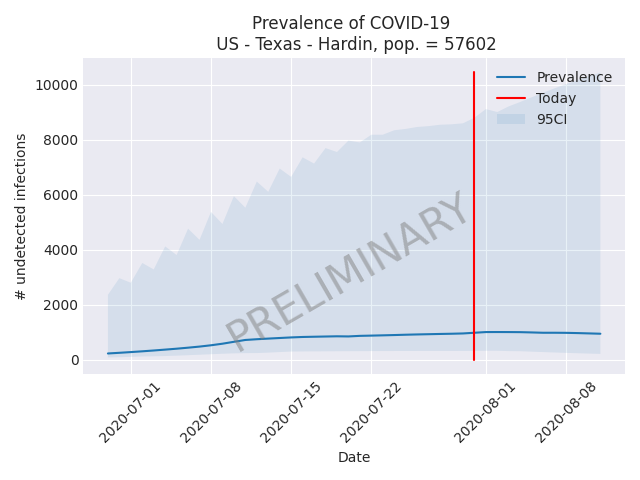 Prevalence of COVID-19
US - Texas - Hardin, pop. = 57602
Prevalence
Today
95CI
10000
8000
6000
4000
2000
0
# undetected infections
PRELIMINARY
2020-07-01
2020-07-08
2020-07-15
2020-07-22
2020-08-01
2020-08-08
Date